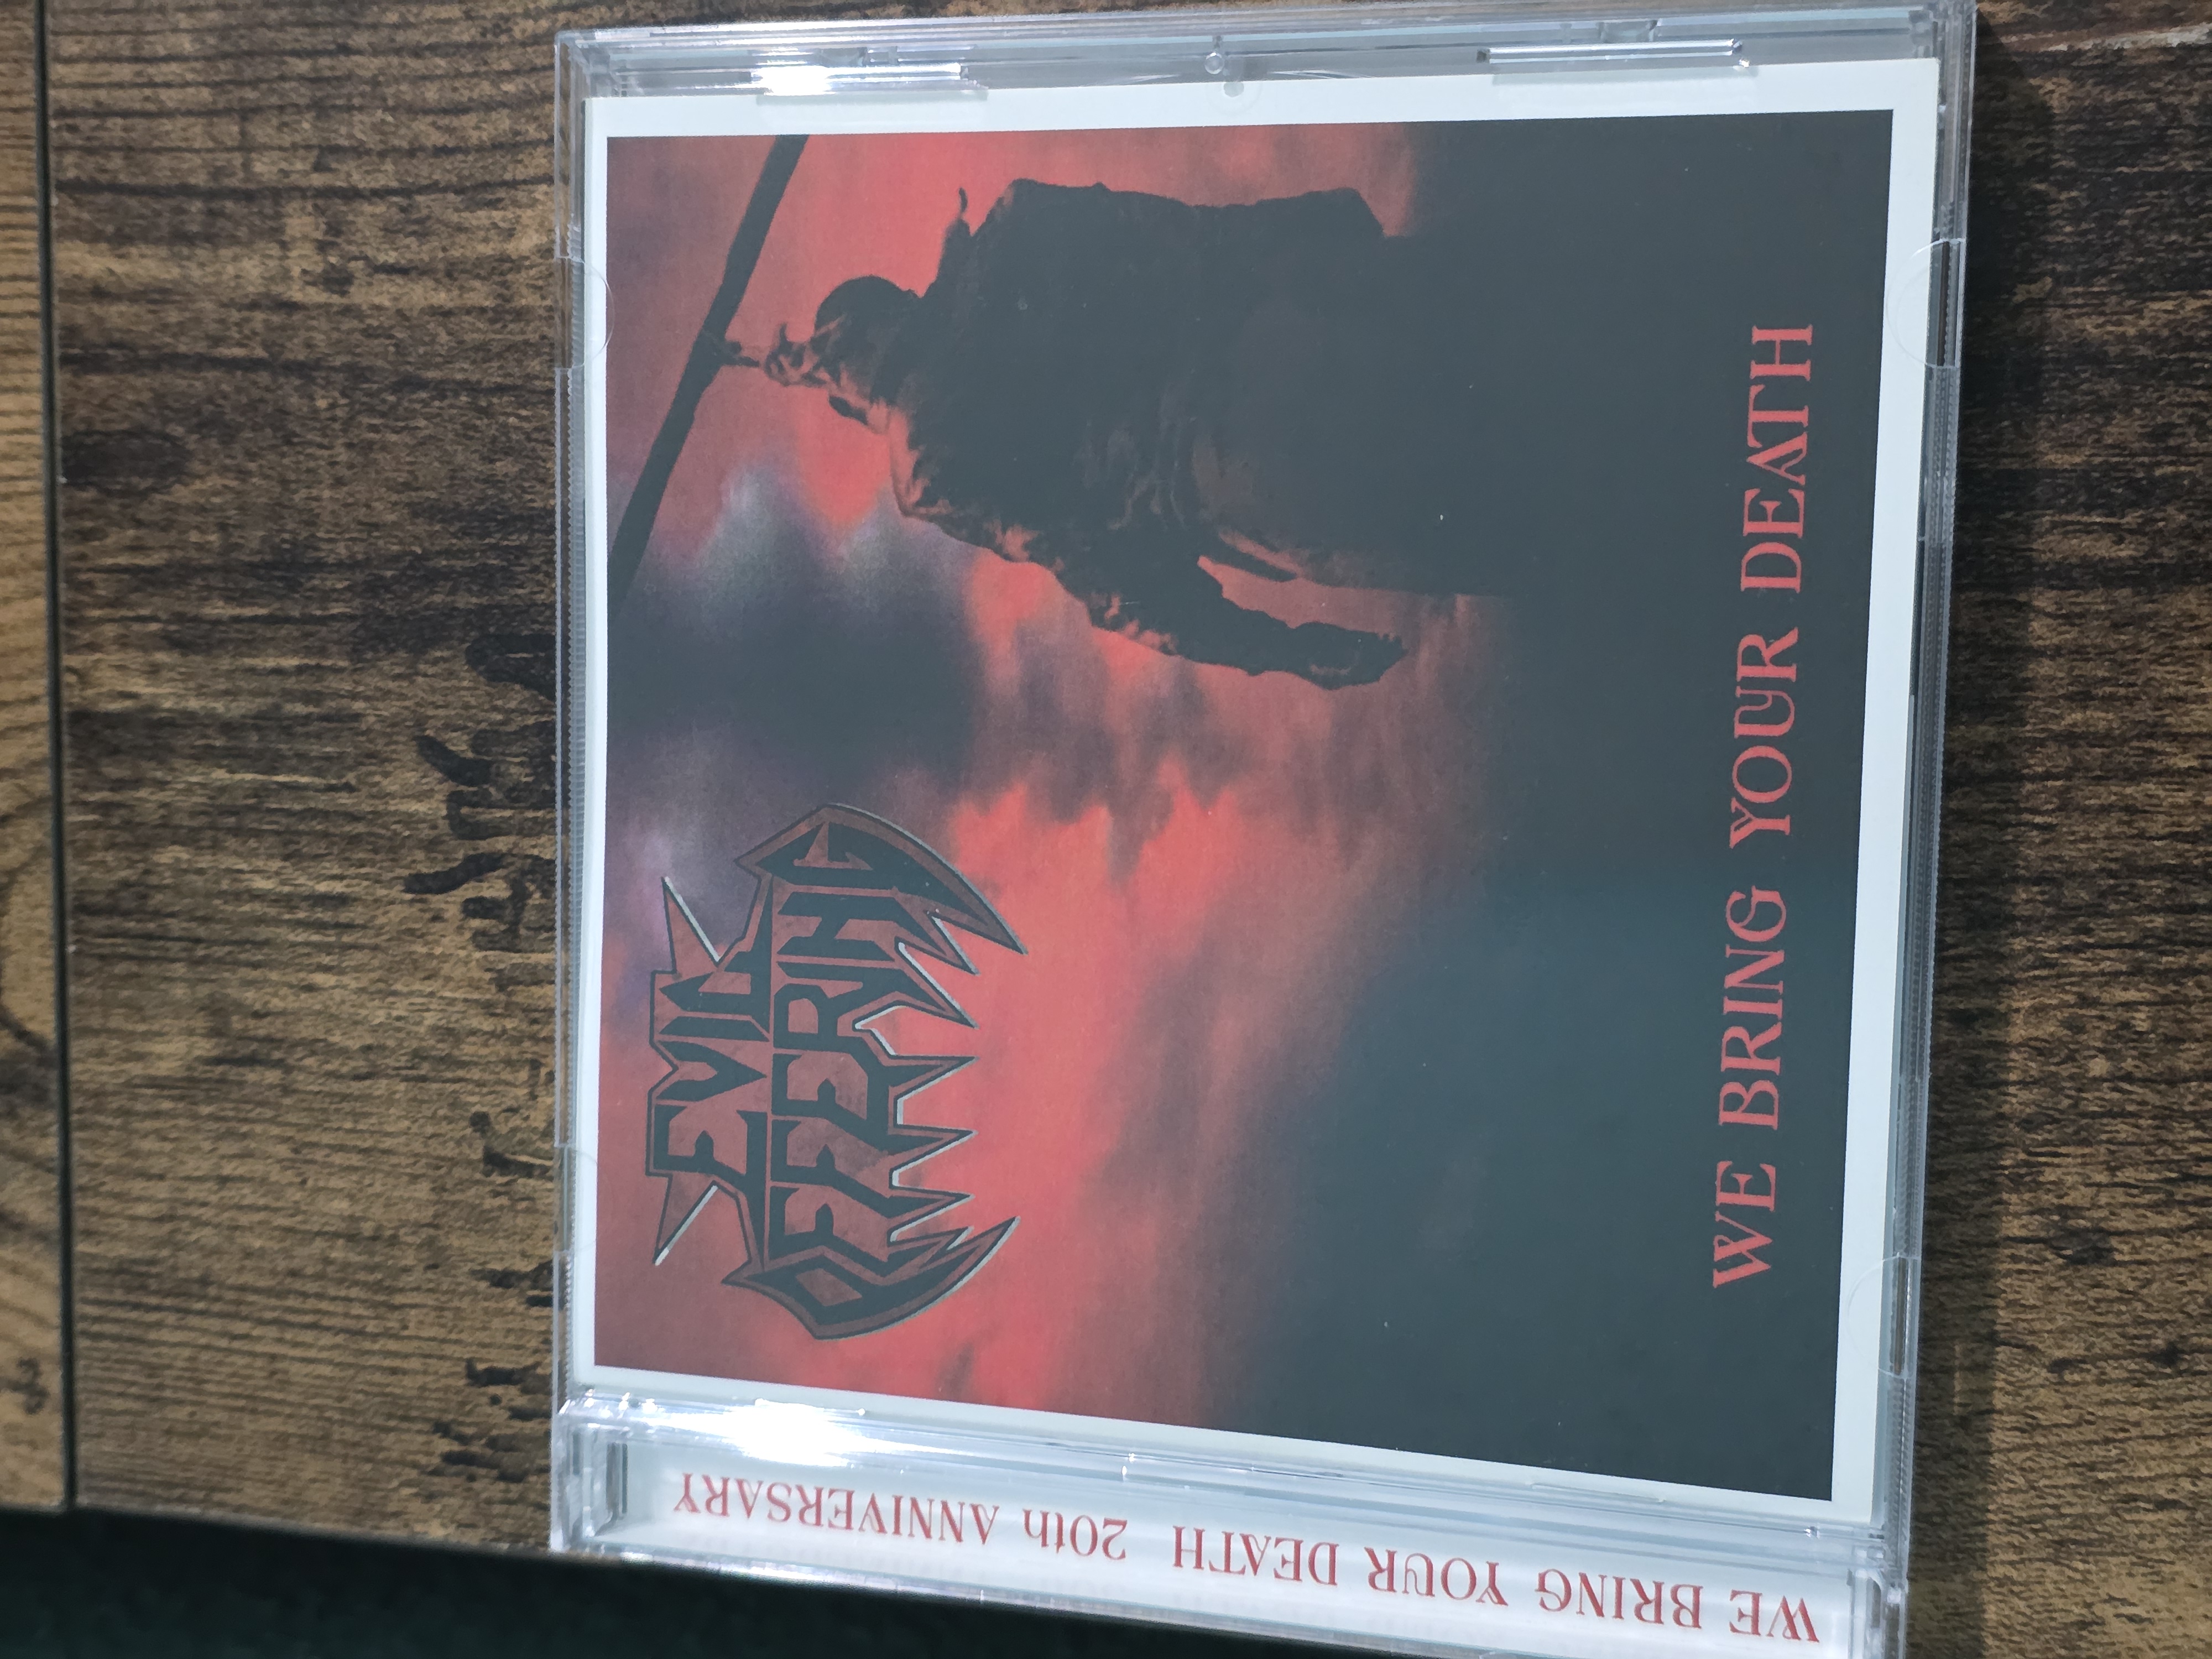 EVIL
OFFERING
WE BRING YOUR DEATH
WE BRING YOUR DEATH 20th ANNIVERSARY